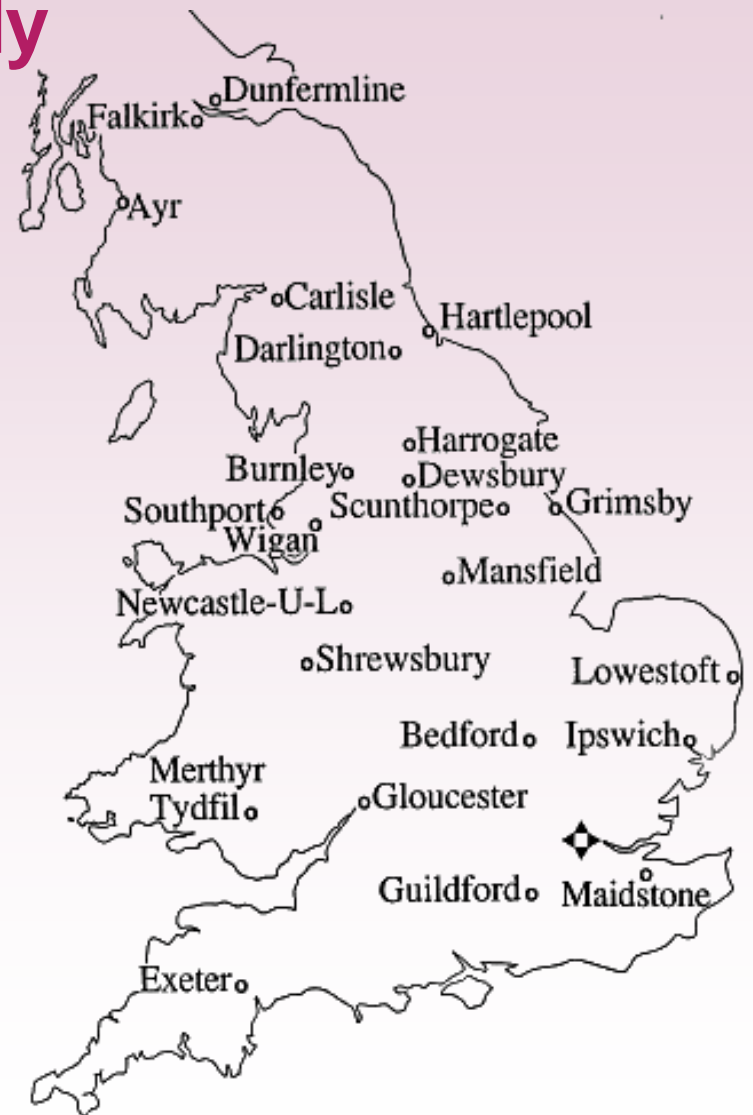 ly
Dunfermline
Falkirk
Ayr
Carlisle
Hartlepool
Darlington
Harrogate
Burnley
Dewsbury
Southport
Scunthorpe
Grimsby
Wigan
Mansfield
Newcastle-U-L
Shrewsbury
Lowestoft
Bedford
Ipswich
Merthyr
Tydfil
Gloucester
Guildford
Maidstone
Exeter